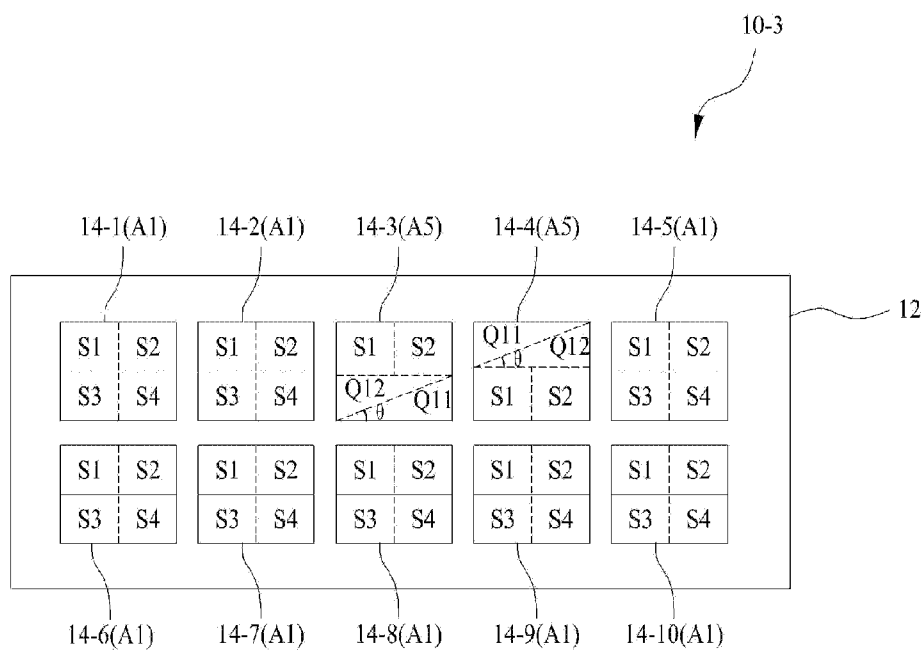 10-3
14-1(A1) 14-2(A1) 14-3(A5) 14-4(A5) 14-5(A1)
12
S1 S2 S1 S2 S1 S2 Q11 θ Q12 S1 S2
S3 S4 S3 S4 Q12 θ Q11 S1 S2 S3 S4
S1 S2 S1 S2 S1 S2 S1 S2 S1 S2
S3 S4 S3 S4 S3 S4 S3 S4 S3 S4
14-6(A1) 14-7(A1) 14-8(A1) 14-9(A1) 14-10(A1)